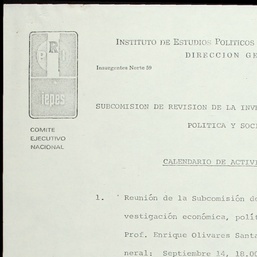 R
iepes
COMITE
EJECUTIVO
NACIONAL
INSTITUTO DE ESTUDIOS POLITICOS
DIRECCION GE
Insurgentes Norte 59
SUBCOMISION DE REVISION DE LA INVE
POLITICA Y SOCI
CALENDARIO DE ACTIVI
1. Reunión de la Subcomisión de
vestigación económica, polít
Prof. Enrique Olivares Santa
neral: Septiembre 14, 18.00